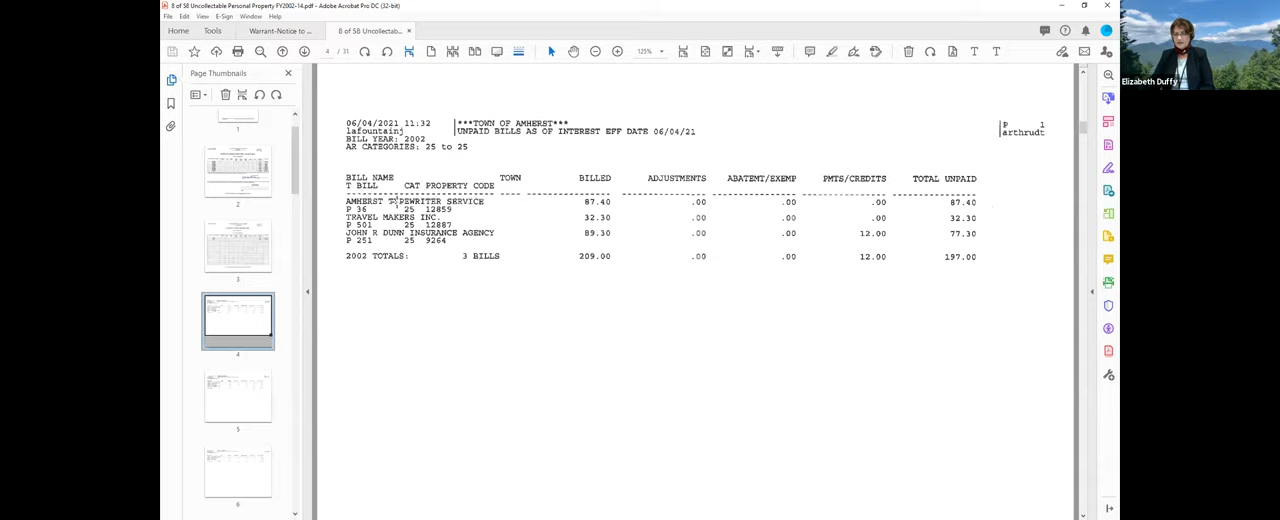 8 of 58 Uncollectable Personal Property FY2002-14.pdf - Adobe Acrobat Pro DC (32-bit)
File Edit View E-Sign Window Help
Home Tools Warrant-Notice to ... 8 of 58 Uncollectab... ×
4 / 31 125%
Page Thumbnails
1
2
3
4
5
6
06/04/2021 11:32 ***TOWN OF AMHERST*** P 1
lafountainj UNPAID BILLS AS OF INTEREST EFF DATE 06/04/21 arthrudt
BILL YEAR: 2002
AR CATEGORIES: 25 to 25
BILL NAME TOWN BILLED ADJUSTMENTS ABATEMT/EXEMP PMTS/CREDITS TOTAL UNPAID
T BILL CAT PROPERTY CODE
AMHERST TYPEWRITER SERVICE 87.40 .00 .00 .00 87.40
P 36 25 12859
TRAVEL MAKERS INC. 32.30 .00 .00 .00 32.30
P 501 25 12887
JOHN R DUNN INSURANCE AGENCY 89.30 .00 .00 12.00 77.30
P 251 25 9264
2002 TOTALS: 3 BILLS 209.00 .00 .00 12.00 197.00
Elizabeth Duffy